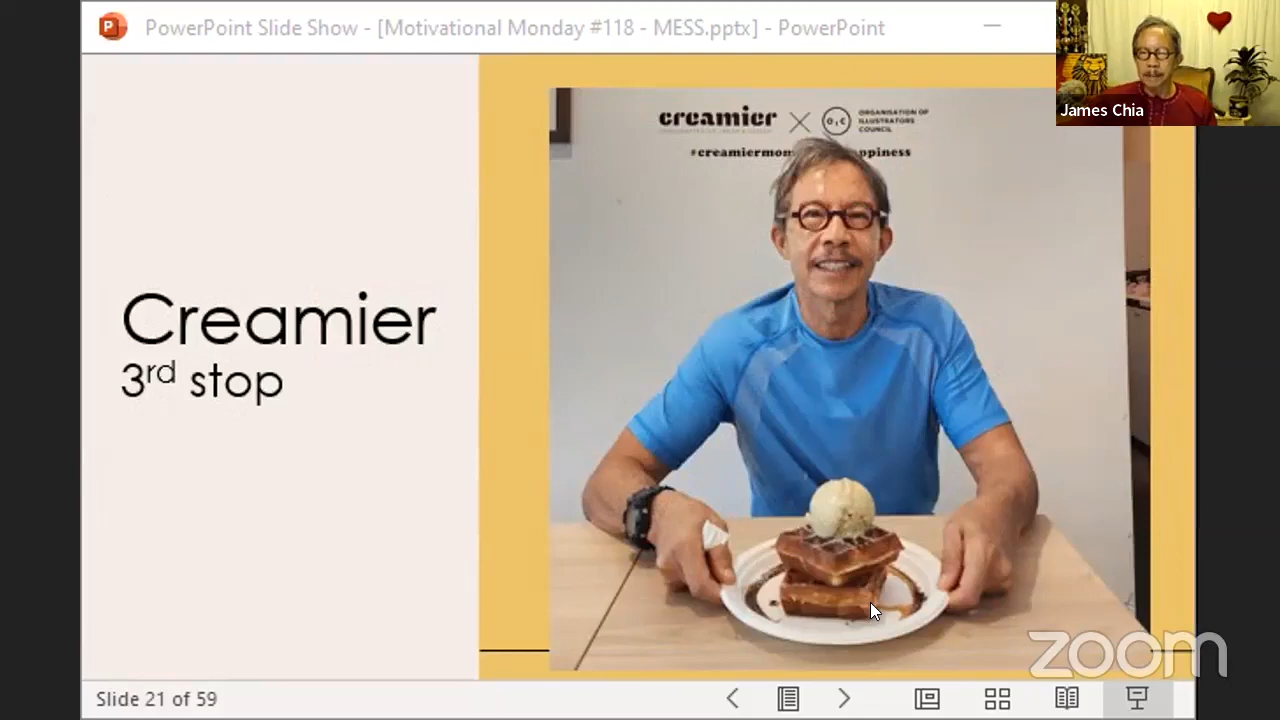 PowerPoint Slide Show - [Motivational Monday #118 - MESS.pptx] - PowerPoint
James Chia
creamier
ORGANISATION OF
ILLUSTRATORS
COUNCIL
Creamier
3rd stop
zoom
Slide 21 of 59